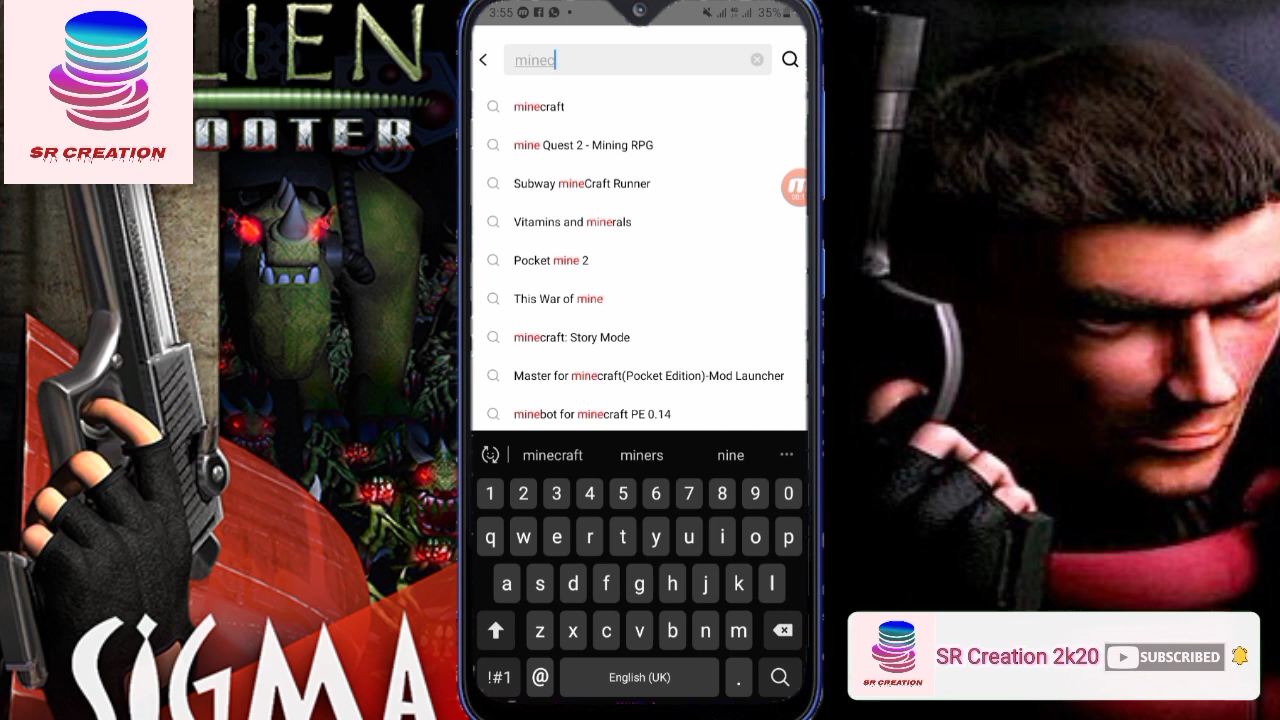 LIEN
OOTER
SR CREATION
3:55
35%
minec
minecraft
mine Quest 2 - Mining RPG
Subway mineCraft Runner
Vitamins and minerals
Pocket mine 2
This War of mine
minecraft: Story Mode
Master for minecraft(Pocket Edition)-Mod Launcher
minebot for minecraft PE 0.14
minecraft miners nine ...
1 2 3 4 5 6 7 8 9 0
q w e r t y u i o p
a s d f g h j k l
z x c v b n m
!#1 @ English (UK) .
SiGMA
SR Creation 2k20 SUBSCRIBED
SR CREATION